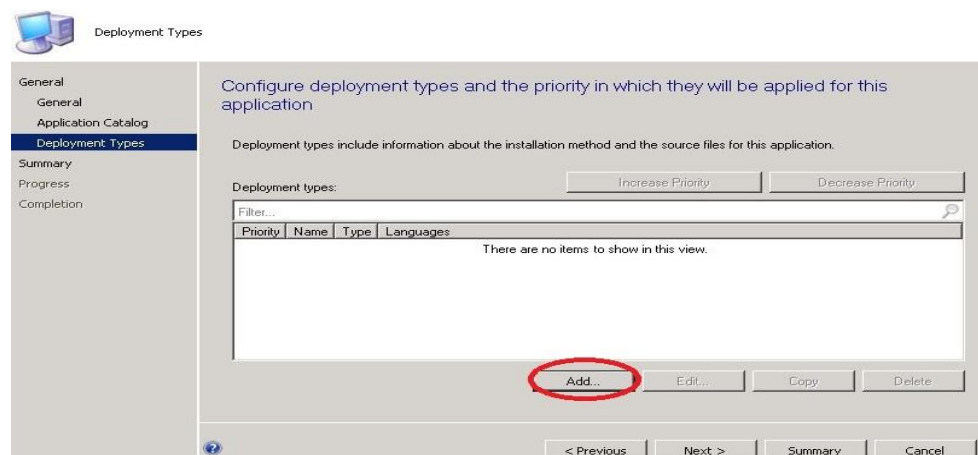 Deployment Types
General
General
Application Catalog
Deployment Types
Summary
Progress
Completion
Configure deployment types and the priority in which they will be applied for this
application
Deployment types include information about the installation method and the source files for this application.
Deployment types:
Increase Priority
Decrease Priority
Filter...
Priority Name Type Languages
There are no items to show in this view.
Add... Edit... Copy Delete
< Previous Next > Summary Cancel